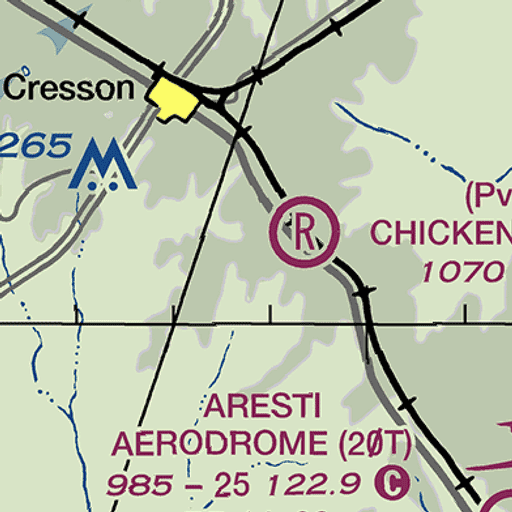 Cresson
265
R
(Pv
CHICKEN
1070
ARESTI
AERODROME (2ØT)
985 – 25 122.9 C